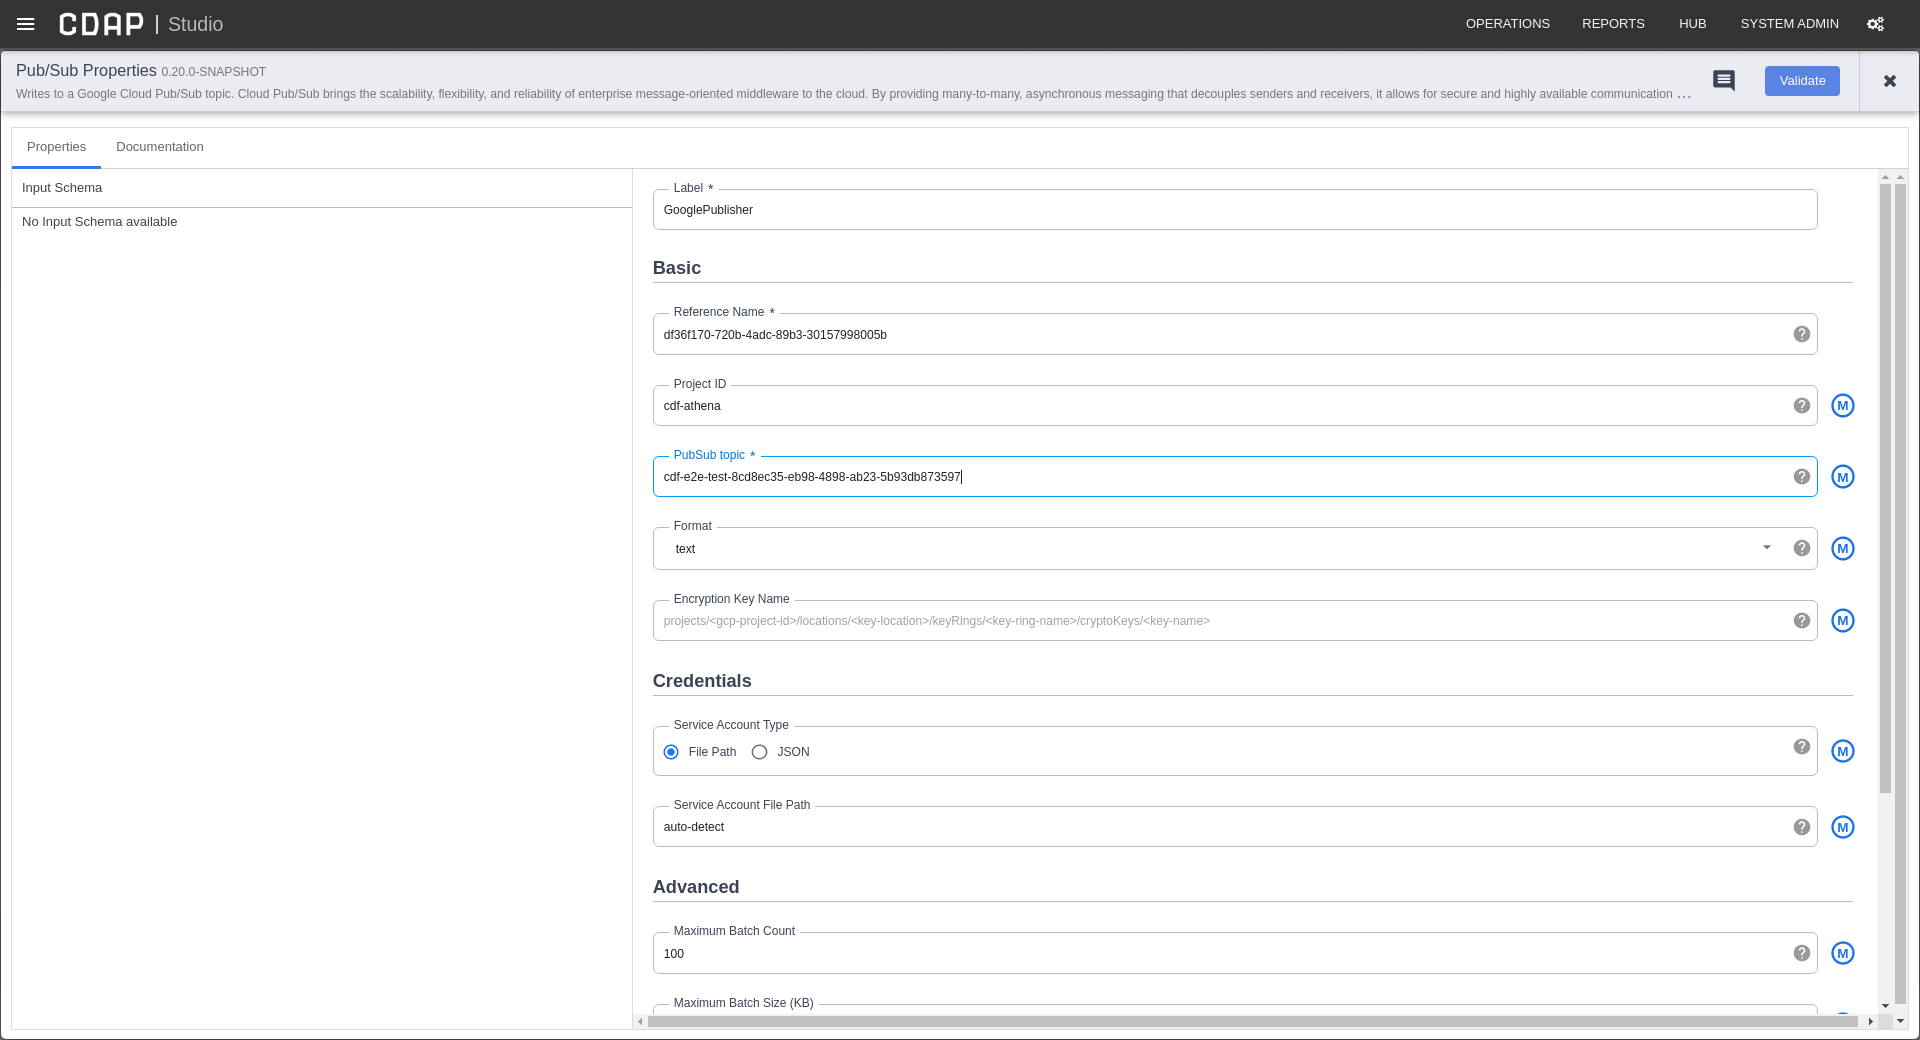 CDAP | Studio
OPERATIONS REPORTS HUB SYSTEM ADMIN
Pub/Sub Properties 0.20.0-SNAPSHOT
Writes to a Google Cloud Pub/Sub topic. Cloud Pub/Sub brings the scalability, flexibility, and reliability of enterprise message-oriented middleware to the cloud. By providing many-to-many, asynchronous messaging that decouples senders and receivers, it allows for secure and highly available communication ...
Validate
Properties Documentation
Input Schema
No Input Schema available
Label *
GooglePublisher
Basic
Reference Name *
df36f170-720b-4adc-89b3-30157998005b
Project ID
cdf-athena
M
PubSub topic *
cdf-e2e-test-8cd8ec35-eb98-4898-ab23-5b93db873597
M
Format
text
M
Encryption Key Name
projects/<gcp-project-id>/locations/<key-location>/keyRings/<key-ring-name>/cryptoKeys/<key-name>
M
Credentials
Service Account Type
File Path JSON
M
Service Account File Path
auto-detect
M
Advanced
Maximum Batch Count
100
M
Maximum Batch Size (KB)